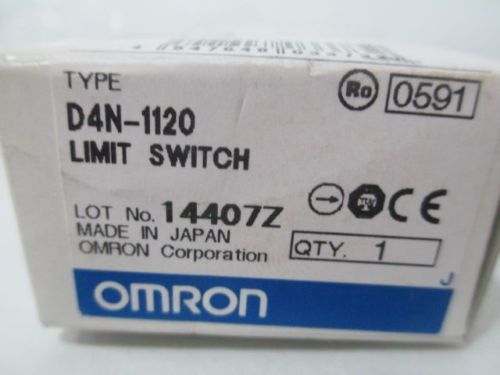 TYPE
D4N-1120
LIMIT SWITCH
Ro 0591
LOT No. 14407Z
MADE IN JAPAN
OMRON Corporation
CE
QTY. 1
J
OMRON